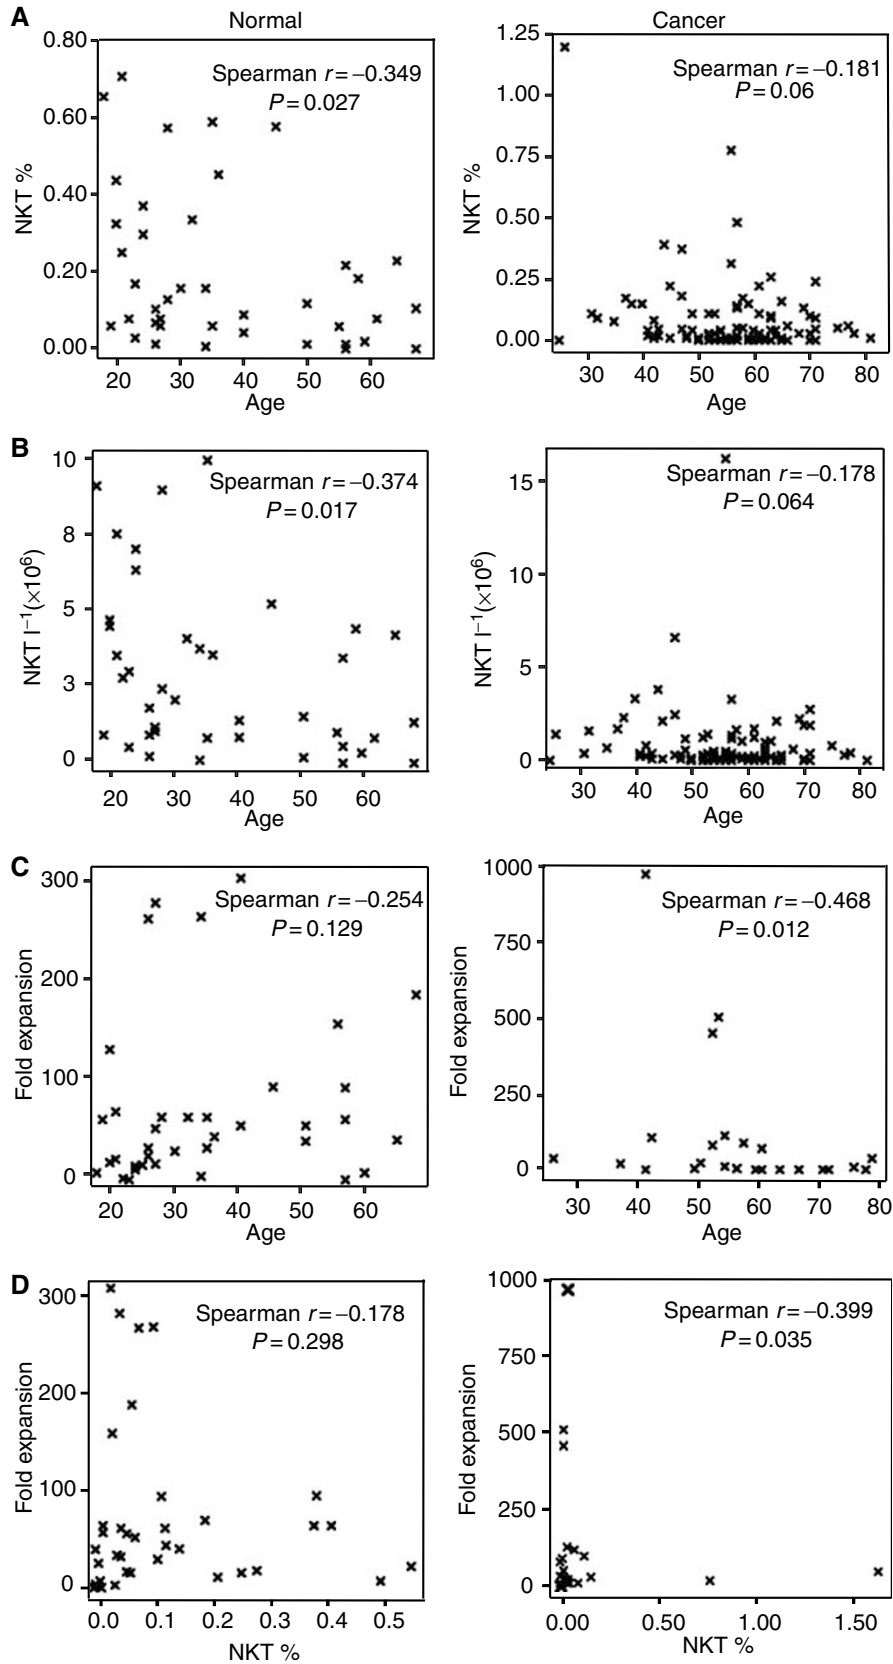 A
Normal
Cancer
0.80
0.60
0.40
0.20
0.00
NKT %
Spearman r = –0.349
P = 0.027
20 30 40 50 60
Age
1.25
1.00
0.75
0.50
0.25
0.00
NKT %
Spearman r = –0.181
P = 0.06
30 40 50 60 70 80
Age
B
10
8
5
3
0
NKT l⁻¹(×10⁶)
Spearman r = –0.374
P = 0.017
20 30 40 50 60
Age
15
10
5
0
NKT l⁻¹(×10⁶)
Spearman r = –0.178
P = 0.064
30 40 50 60 70 80
Age
C
300
200
100
0
Fold expansion
Spearman r = –0.254
P = 0.129
20 30 40 50 60
Age
1000
750
500
250
0
Fold expansion
Spearman r = –0.468
P = 0.012
30 40 50 60 70 80
Age
D
300
200
100
0
Fold expansion
Spearman r = –0.178
P = 0.298
0.0 0.1 0.2 0.3 0.4 0.5
NKT %
1000
750
500
250
0
Fold expansion
Spearman r = –0.399
P = 0.035
0.00 0.50 1.00 1.50
NKT %